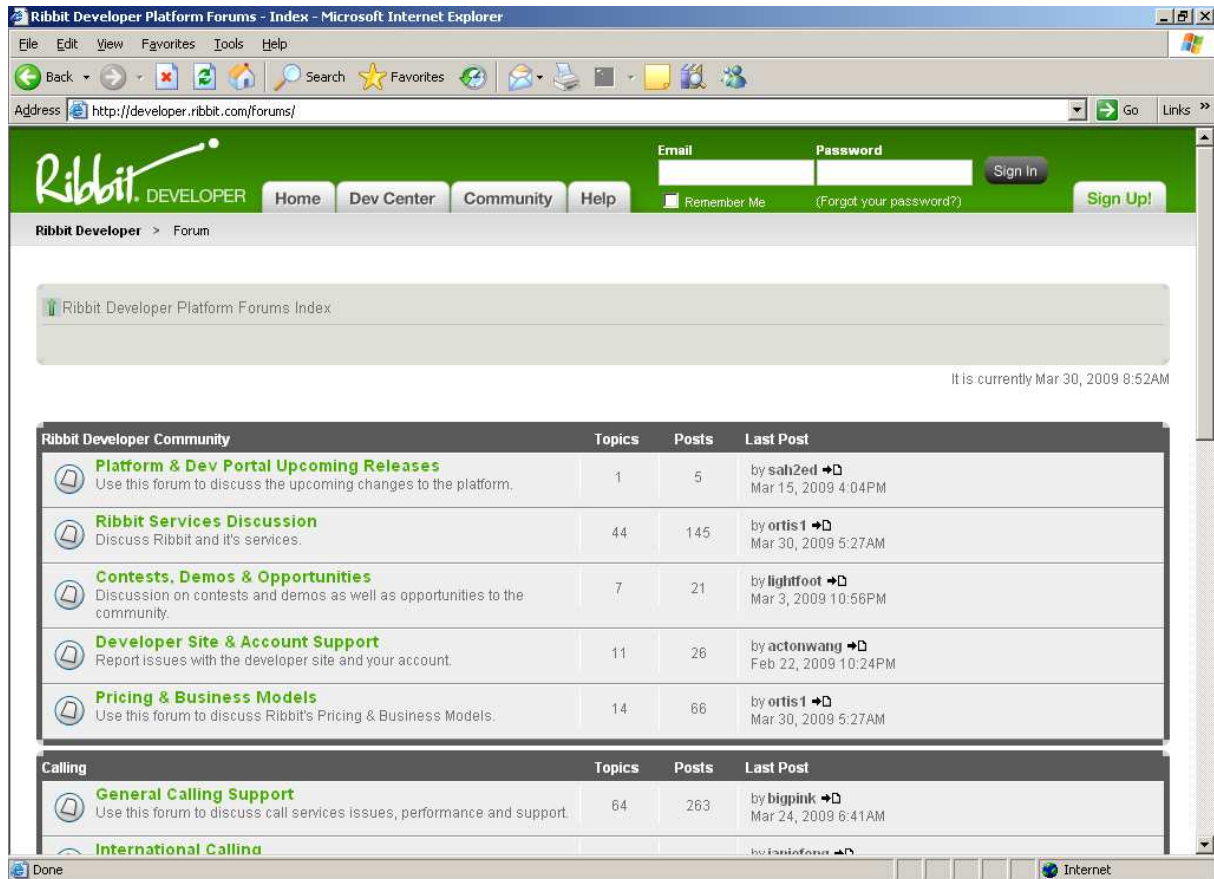 Ribbit Developer Platform Forums - Index - Microsoft Internet Explorer
File Edit View Favorites Tools Help
Back Search Favorites
Address http://developer.ribbit.com/forums/ Go Links »
Email Password
Ribbit. DEVELOPER Home Dev Center Community Help Sign In
Remember Me (Forgot your password?) Sign Up!
Ribbit Developer > Forum
Ribbit Developer Platform Forums Index
It is currently Mar 30, 2009 8:52AM
Ribbit Developer Community Topics Posts Last Post
Platform & Dev Portal Upcoming Releases
Use this forum to discuss the upcoming changes to the platform.
1 5
by sah2ed
Mar 15, 2009 4:04PM
Ribbit Services Discussion
Discuss Ribbit and it's services.
44 145
by ortis1
Mar 30, 2009 5:27AM
Contests, Demos & Opportunities
Discussion on contests and demos as well as opportunities to the
community.
7 21
by lightfoot
Mar 3, 2009 10:56PM
Developer Site & Account Support
Report issues with the developer site and your account.
11 26
by actonwang
Feb 22, 2009 10:24PM
Pricing & Business Models
Use this forum to discuss Ribbit's Pricing & Business Models.
14 66
by ortis1
Mar 30, 2009 5:27AM
Calling Topics Posts Last Post
General Calling Support
Use this forum to discuss call services issues, performance and support.
64 263
by bigpink
Mar 24, 2009 6:41AM
International Calling
by
Done Internet